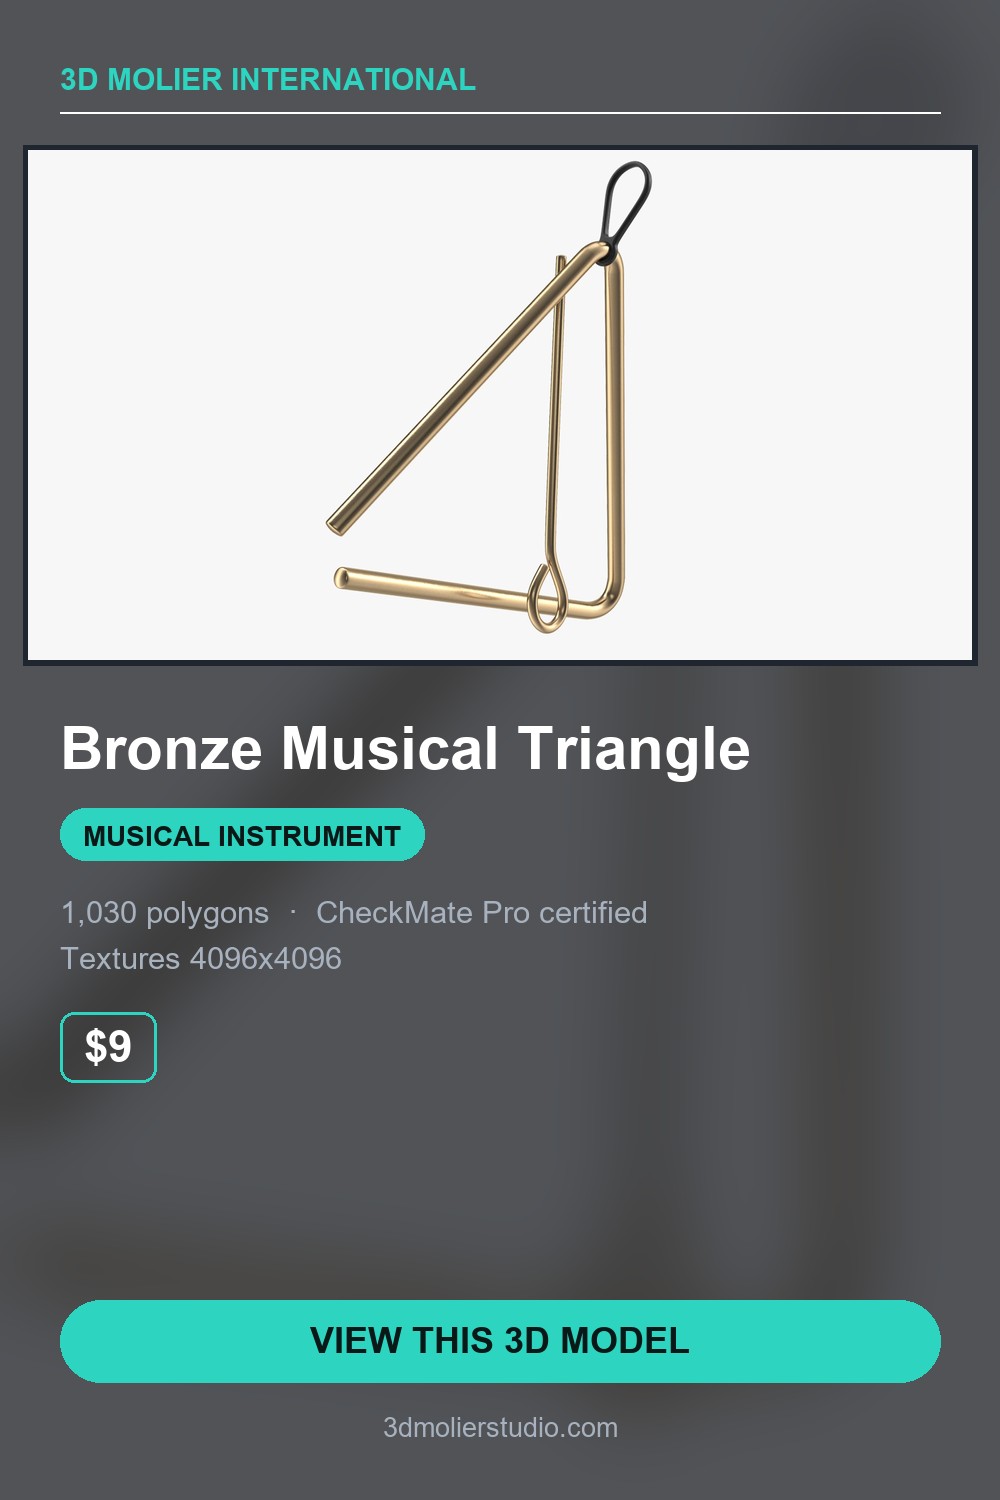 3D MOLIER INTERNATIONAL
Bronze Musical Triangle
MUSICAL INSTRUMENT
1,030 polygons · CheckMate Pro certified
Textures 4096x4096
$9
VIEW THIS 3D MODEL
3dmolierstudio.com